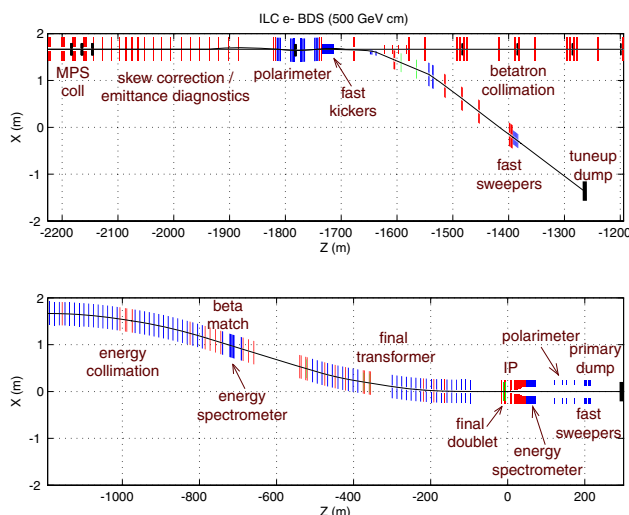 ILC e- BDS (500 GeV cm)
2
1
0
-1
-2
X (m)
MPS
coll
skew correction /
emittance diagnostics
polarimeter
fast
kickers
betatron
collimation
fast
sweepers
tuneup
dump
-2200
-2100
-2000
-1900
-1800
-1700
-1600
-1500
-1400
-1300
-1200
Z (m)
2
1
0
-1
-2
X (m)
energy
collimation
beta
match
energy
spectrometer
final
transformer
IP
final
doublet
polarimeter
energy
spectrometer
primary
dump
fast
sweepers
-1000
-800
-600
-400
-200
0
200
Z (m)